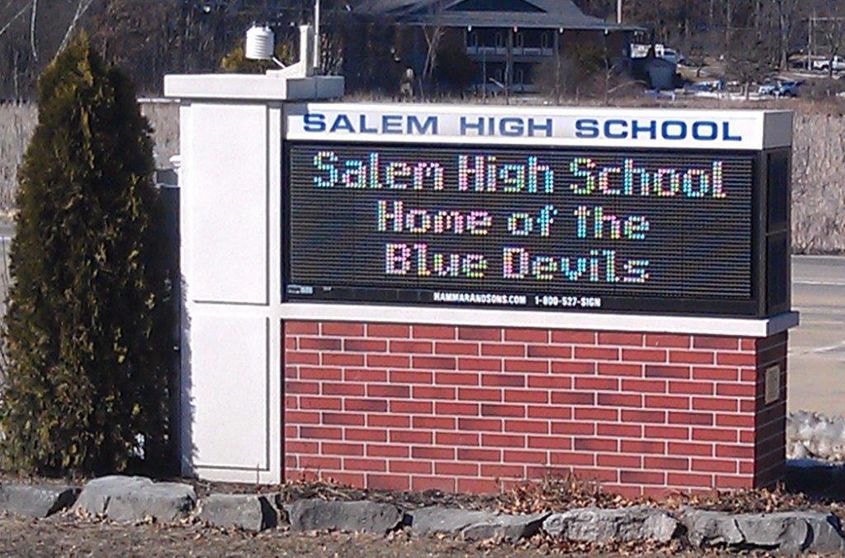 SALEM HIGH SCHOOL
Salem High School
Home of the
Blue Devils
HAMMARANDSONS.COM 1-800-527-SIGN